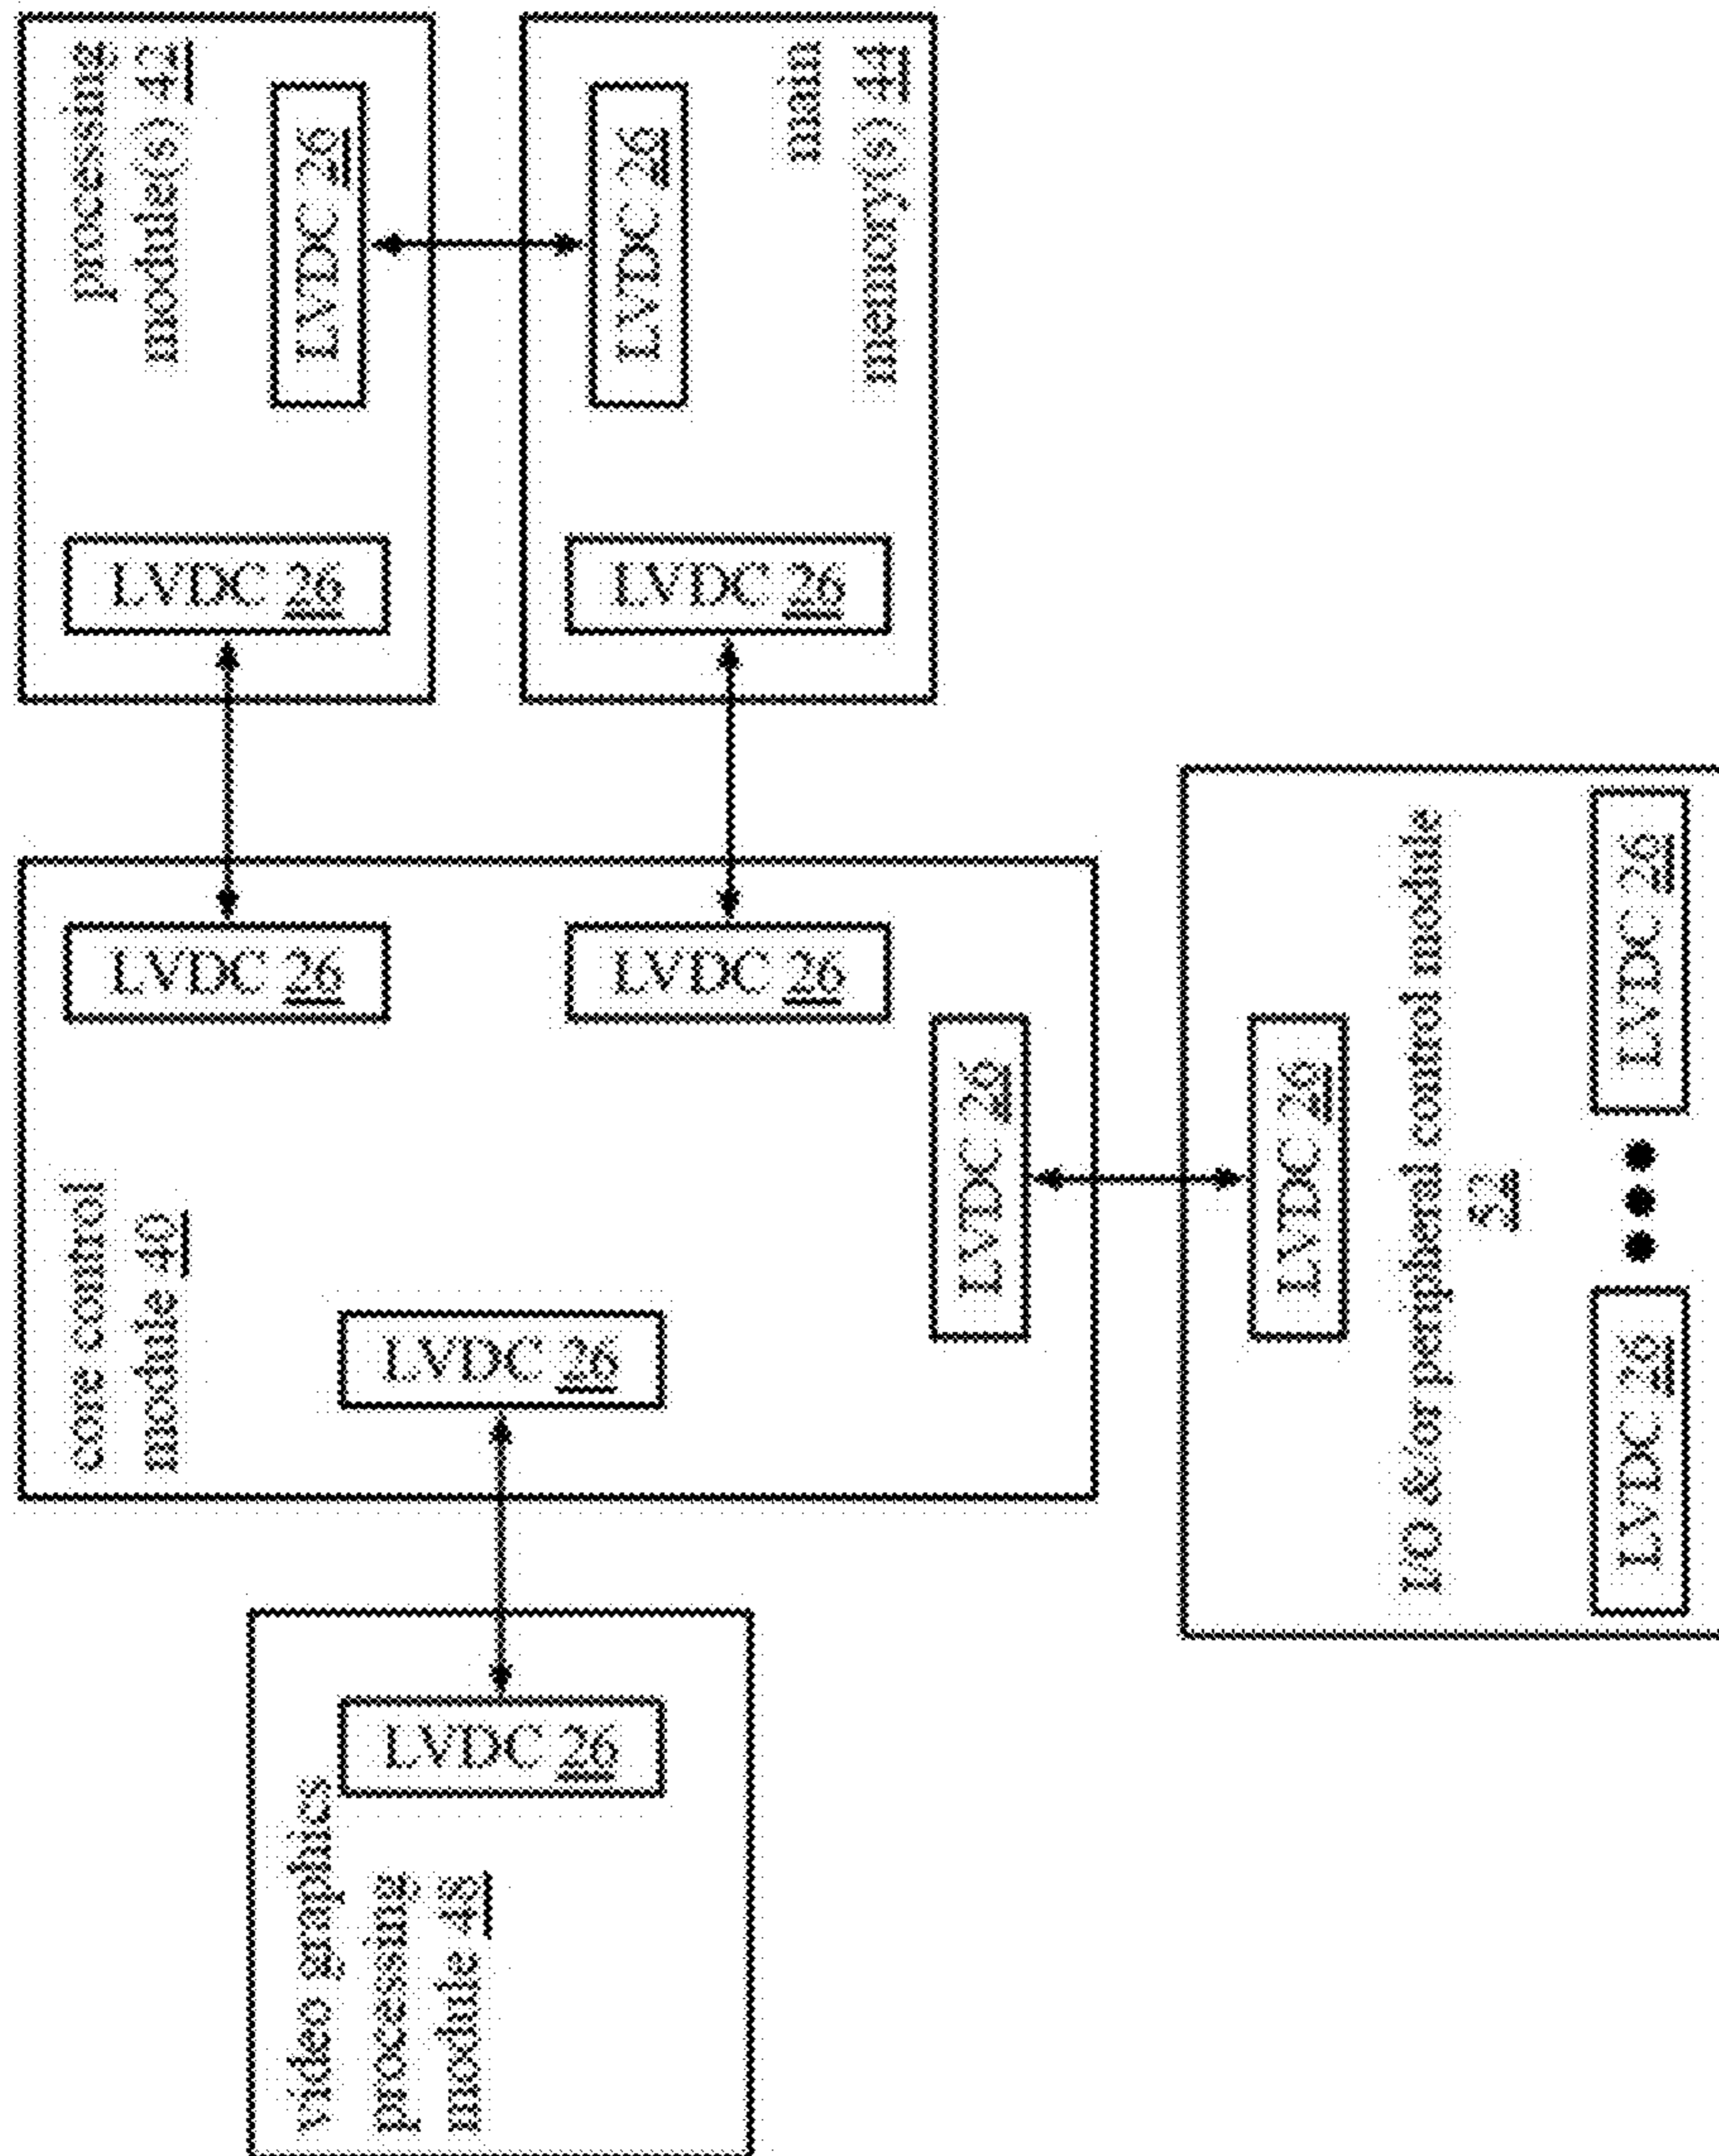 processing
module(s) 42
LVDC 26
LVDC 26
LVDC 26
main
memory(s) 44
LVDC 26
core control
module 40
LVDC 26
LVDC 26
LVDC 26
LVDC 26
video graphics
processing
module 48
LVDC 26
LVDC 26
I/O &/or peripheral control module
52
LVDC 26
LVDC 26